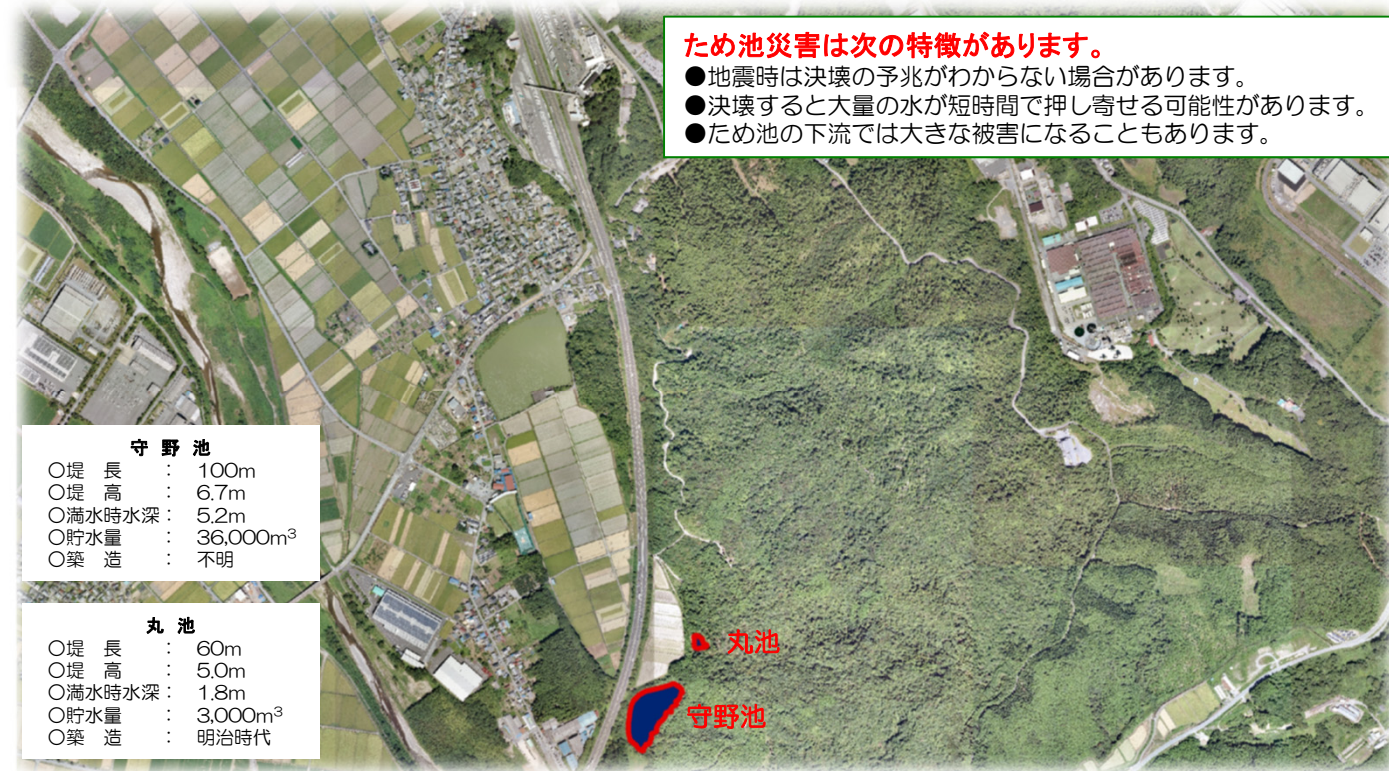 ため池災害は次の特徴があります。
●地震時は決壊の予兆がわからない場合があります。
●決壊すると大量の水が短時間で押し寄せる可能性があります。
●ため池の下流では大きな被害になることもあります。
守 野 池
○堤 長 : 100m
○堤 高 : 6.7m
○満水時水深: 5.2m
○貯水量 : 36,000m³
○築 造 : 不明
丸 池
○堤 長 : 60m
○堤 高 : 5.0m
○満水時水深: 1.8m
○貯水量 : 3,000m³
○築 造 : 明治時代
丸池
守野池